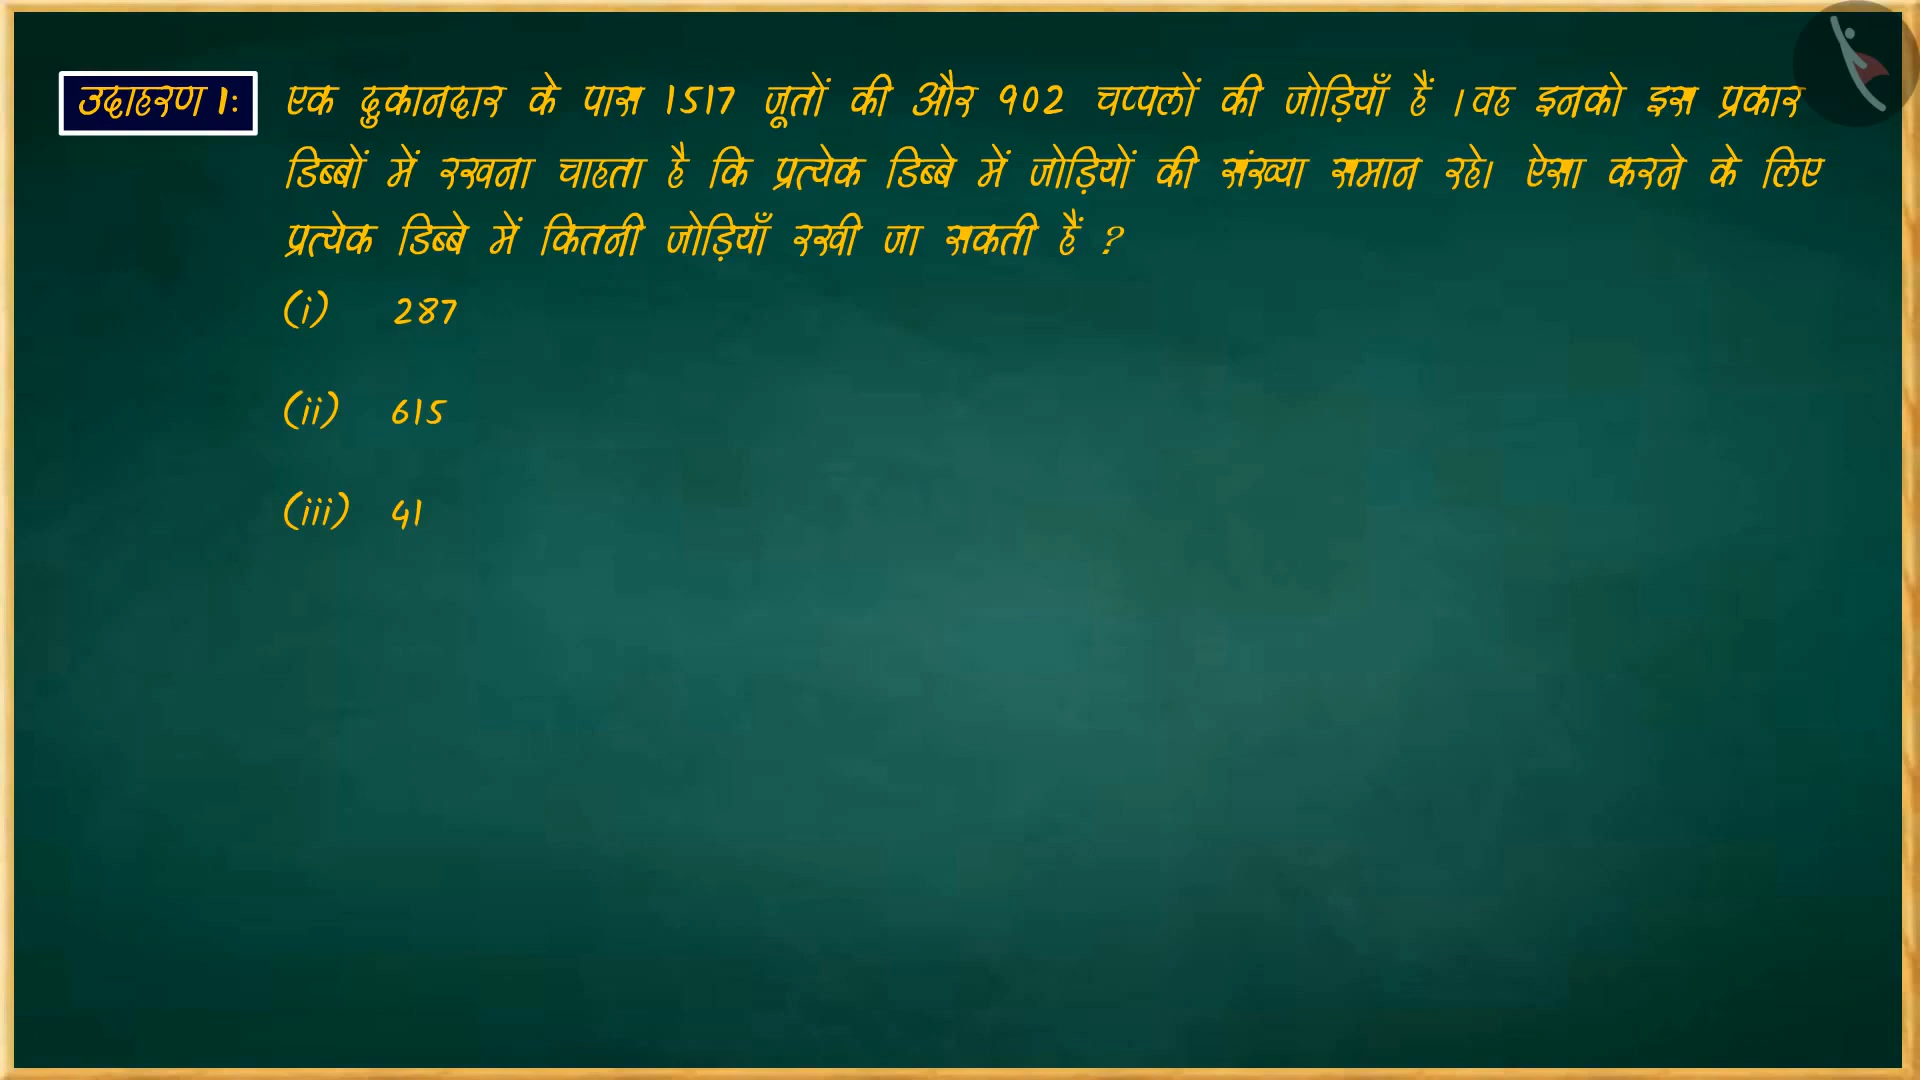 उदाहरण 1: एक दुकानदार के पास 1517 जूतों की और 902 चप्पलों की जोड़ियाँ हैं । वह इनको इस प्रकार
डिब्बों में रखना चाहता है कि प्रत्येक डिब्बे में जोड़ियों की संख्या समान रहे। ऐसा करने के लिए
प्रत्येक डिब्बे में कितनी जोड़ियाँ रखी जा सकती हैं ?
(i) 287
(ii) 615
(iii) 41